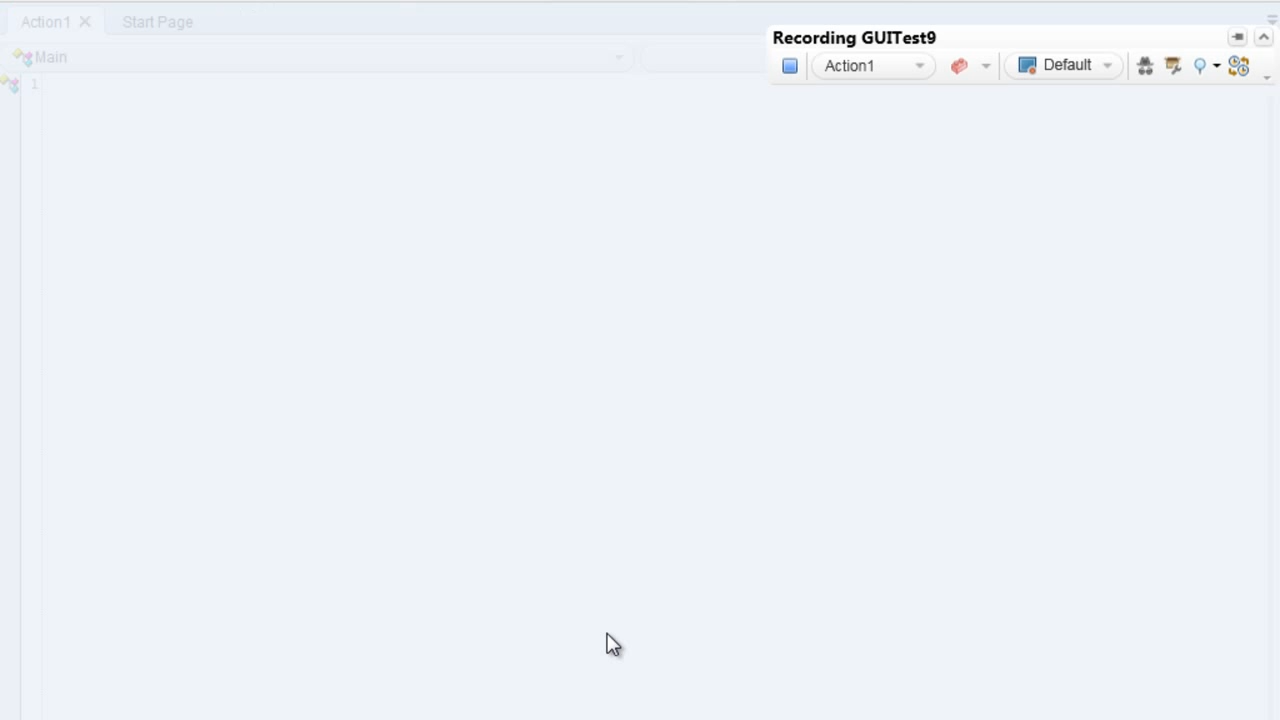 Action1 Start Page
Recording GUITest9
Main
Action1 Default
1